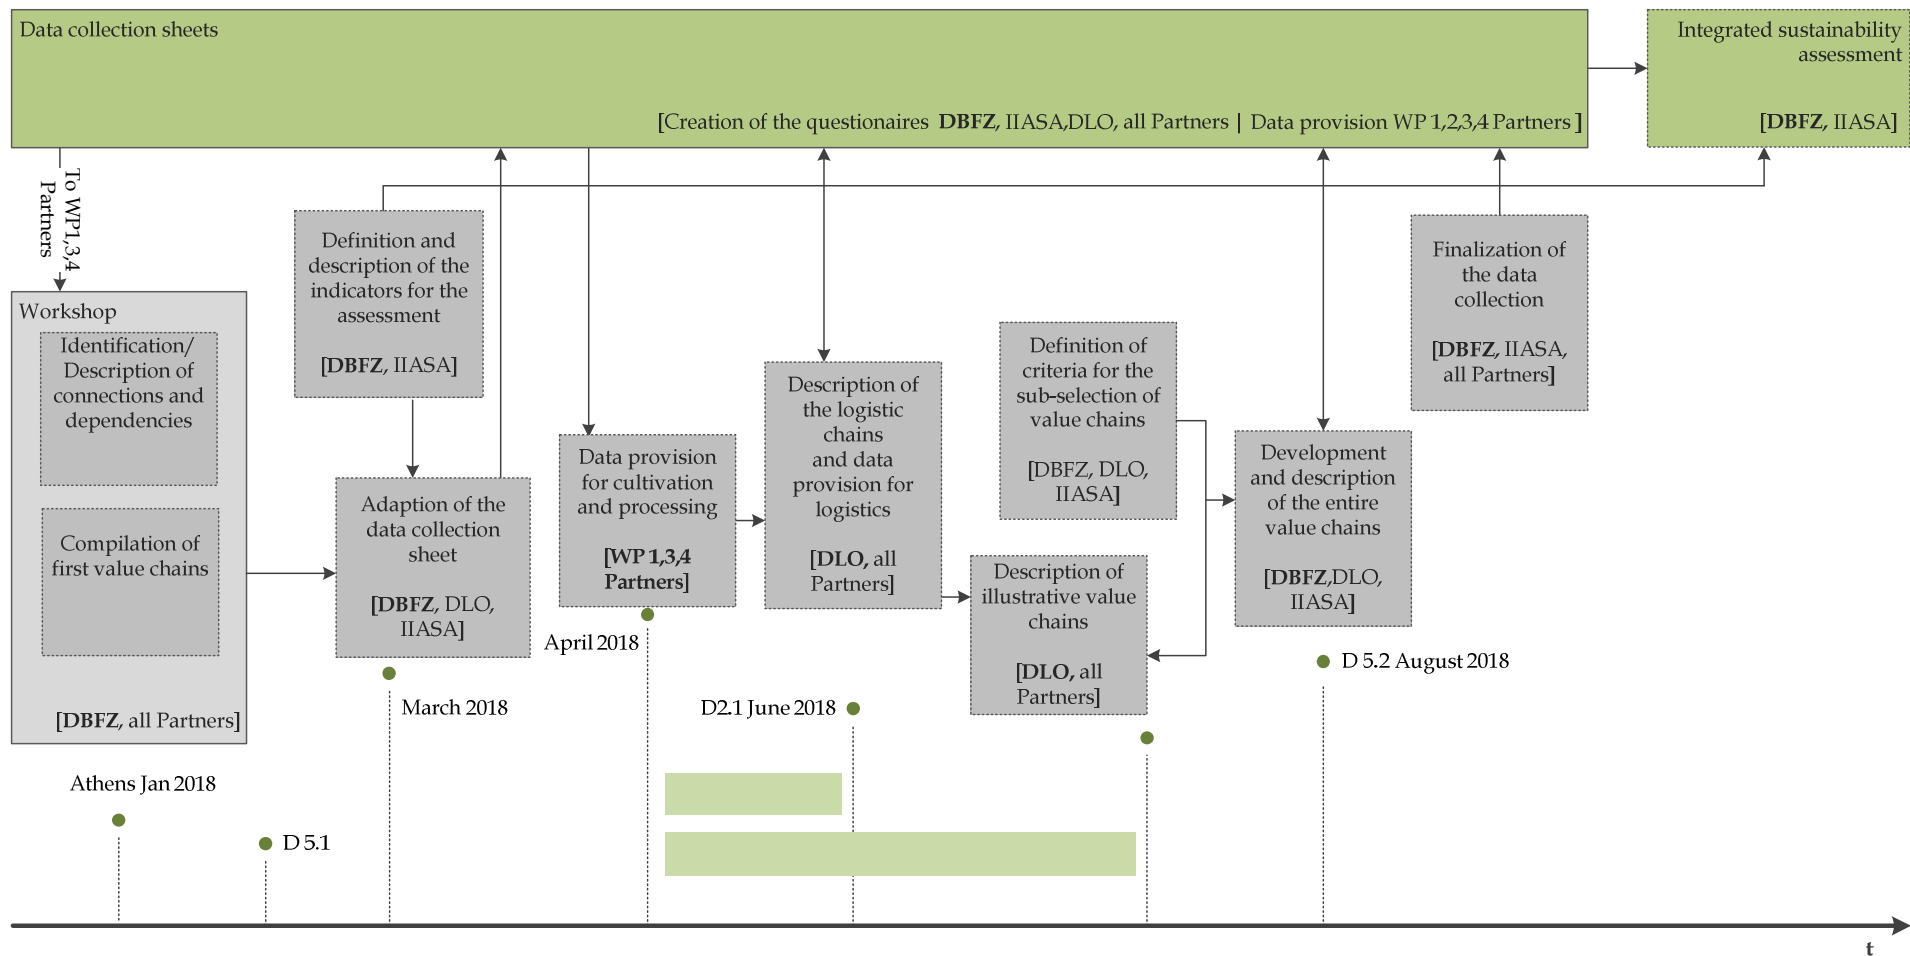 Data collection sheets
[Creation of the questionaires DBFZ, IIASA,DLO, all Partners | Data provision WP 1,2,3,4 Partners ]
Integrated sustainability
assessment
[DBFZ, IIASA]
To WP1,3,4
Partners
Workshop
Identification/
Description of
connections and
dependencies
Compilation of
first value chains
[DBFZ, all Partners]
Definition and
description of the
indicators for the
assessment
[DBFZ, IIASA]
Adaption of the
data collection
sheet
[DBFZ, DLO,
IIASA]
Data provision
for cultivation
and processing
[WP 1,3,4
Partners]
Description of
the logistic
chains
and data
provision for
logistics
[DLO, all
Partners]
Definition of
criteria for the
sub-selection of
value chains
[DBFZ, DLO,
IIASA]
Description of
illustrative value
chains
[DLO, all
Partners]
Development
and description
of the entire
value chains
[DBFZ,DLO,
IIASA]
Finalization of
the data
collection
[DBFZ, IIASA,
all Partners]
Athens Jan 2018
D 5.1
March 2018
April 2018
D2.1 June 2018
D 5.2 August 2018
t